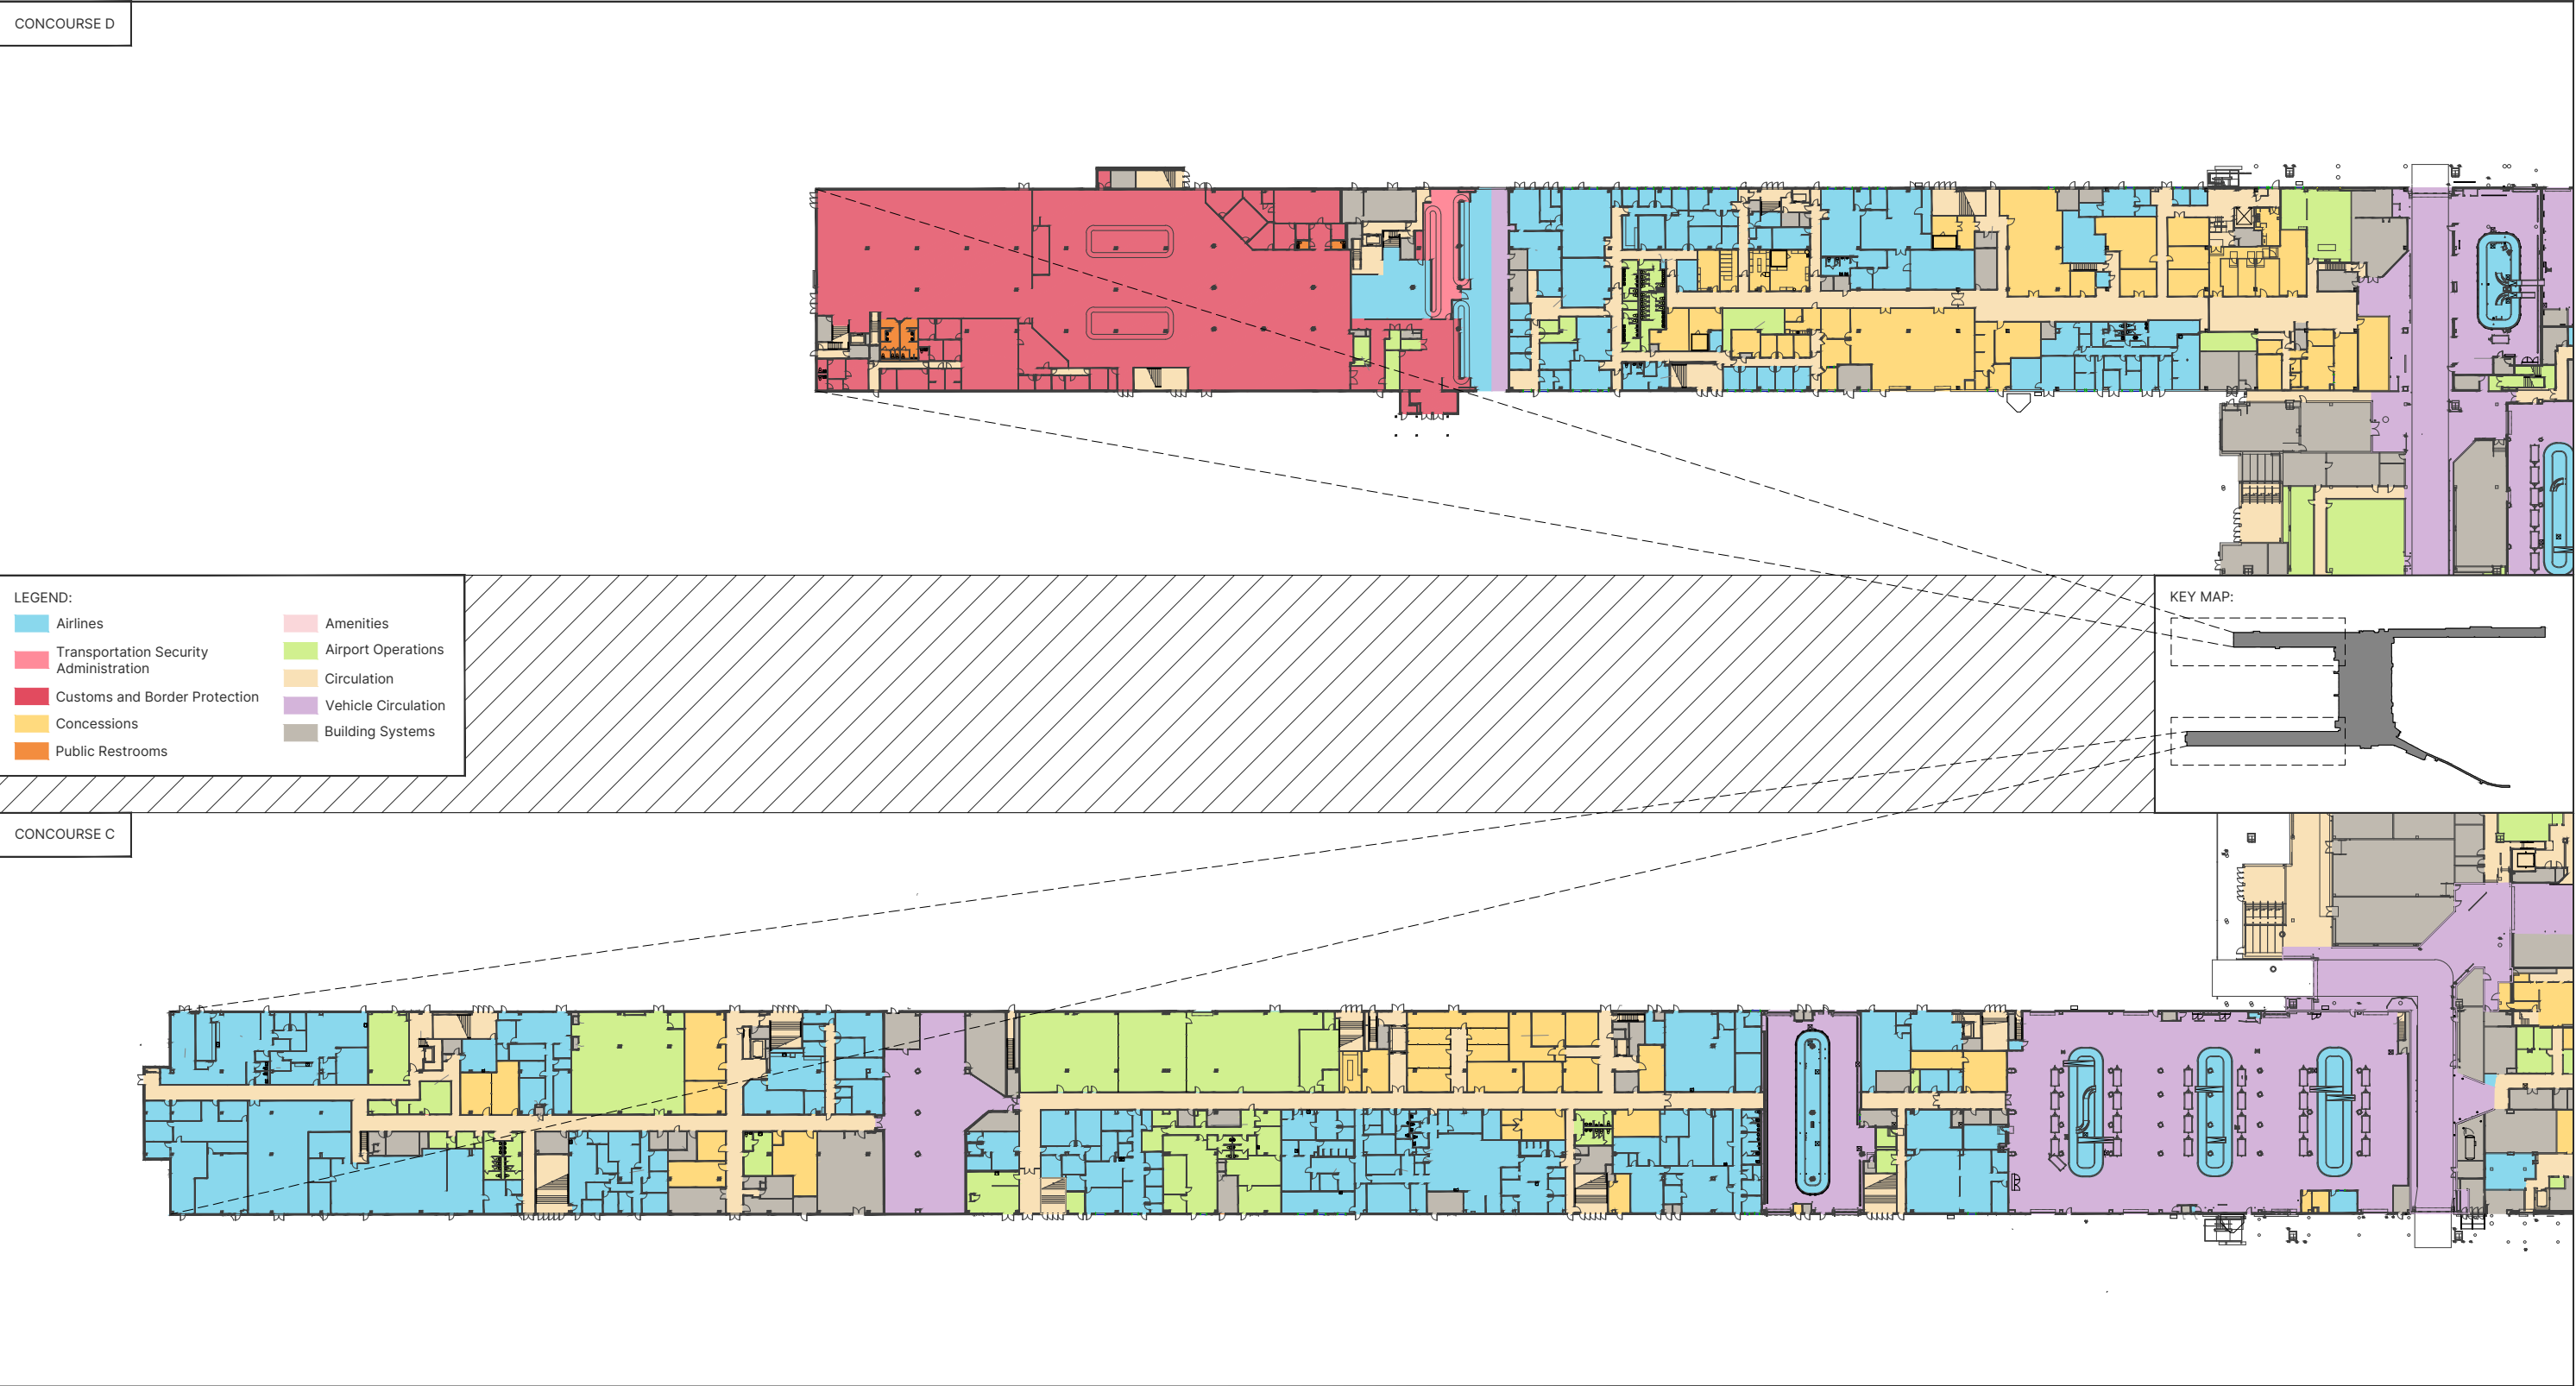 CONCOURSE D
LEGEND:
Airlines
Transportation Security
Administration
Customs and Border Protection
Concessions
Public Restrooms
Amenities
Airport Operations
Circulation
Vehicle Circulation
Building Systems
KEY MAP:
CONCOURSE C